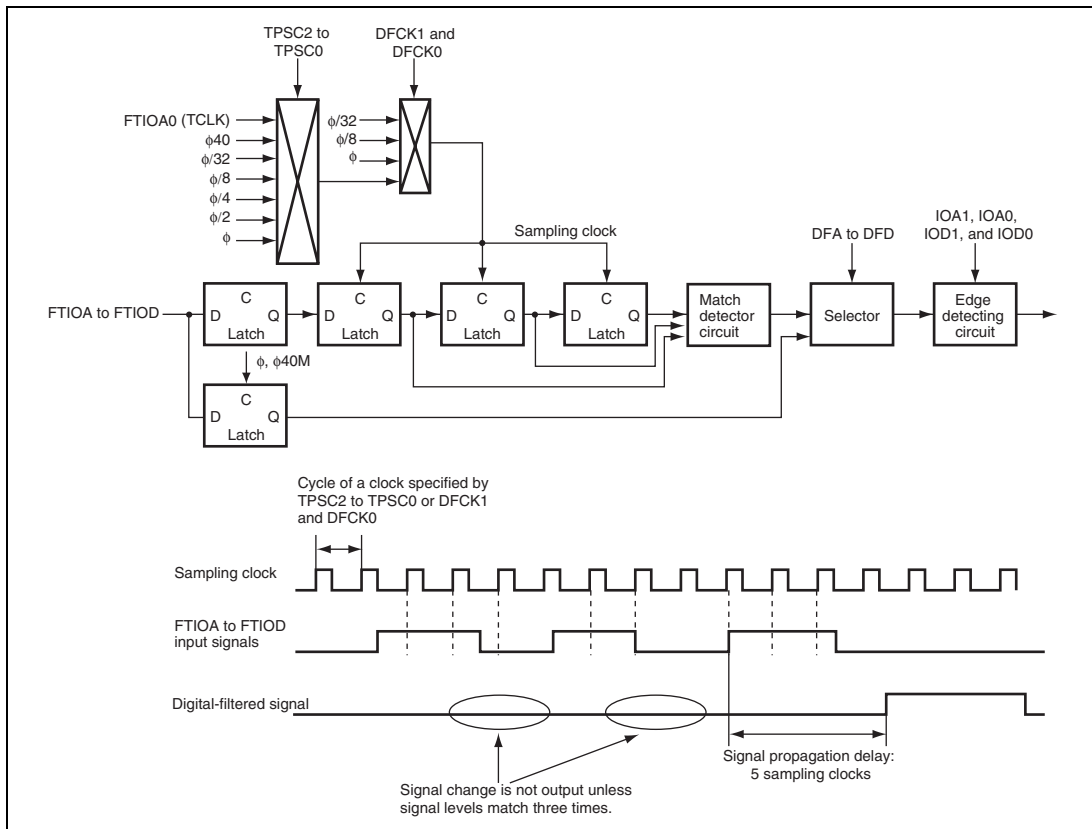 TPSC2 to
TPSC0
DFCK1 and
DFCK0
FTIOA0 (TCLK)
ϕ40
ϕ/32
ϕ/8
ϕ/4
ϕ/2
ϕ
ϕ/32
ϕ/8
ϕ
Sampling clock
DFA to DFD
IOA1, IOA0,
IOD1, and IOD0
FTIOA to FTIOD
C
D
Q
Latch
C
D
Q
Latch
C
D
Q
Latch
C
D
Q
Latch
Match
detector
circuit
Selector
Edge
detecting
circuit
ϕ, ϕ40M
C
D
Q
Latch
Cycle of a clock specified by
TPSC2 to TPSC0 or DFCK1
and DFCK0
Sampling clock
FTIOA to FTIOD
input signals
Digital-filtered signal
Signal propagation delay:
5 sampling clocks
Signal change is not output unless
signal levels match three times.